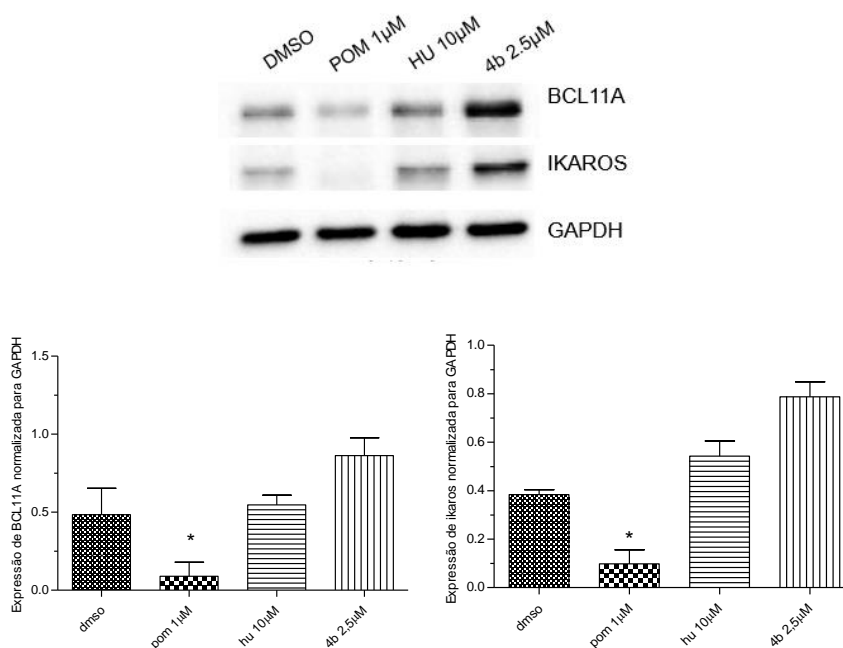 DMSO POM 1µM HU 10µM 4b 2.5µM
BCL11A
IKAROS
GAPDH
Expressão de BCL11A normalizada para GAPDH
1.5
1.0
0.5
0.0
*
dmso pom 1µM hu 10µM 4b 2.5µM
Expressão de ikaros normalizada para GAPDH
1.0
0.8
0.6
0.4
0.2
0.0
*
dmso pom 1µM hu 10µM 4b 2.5µM